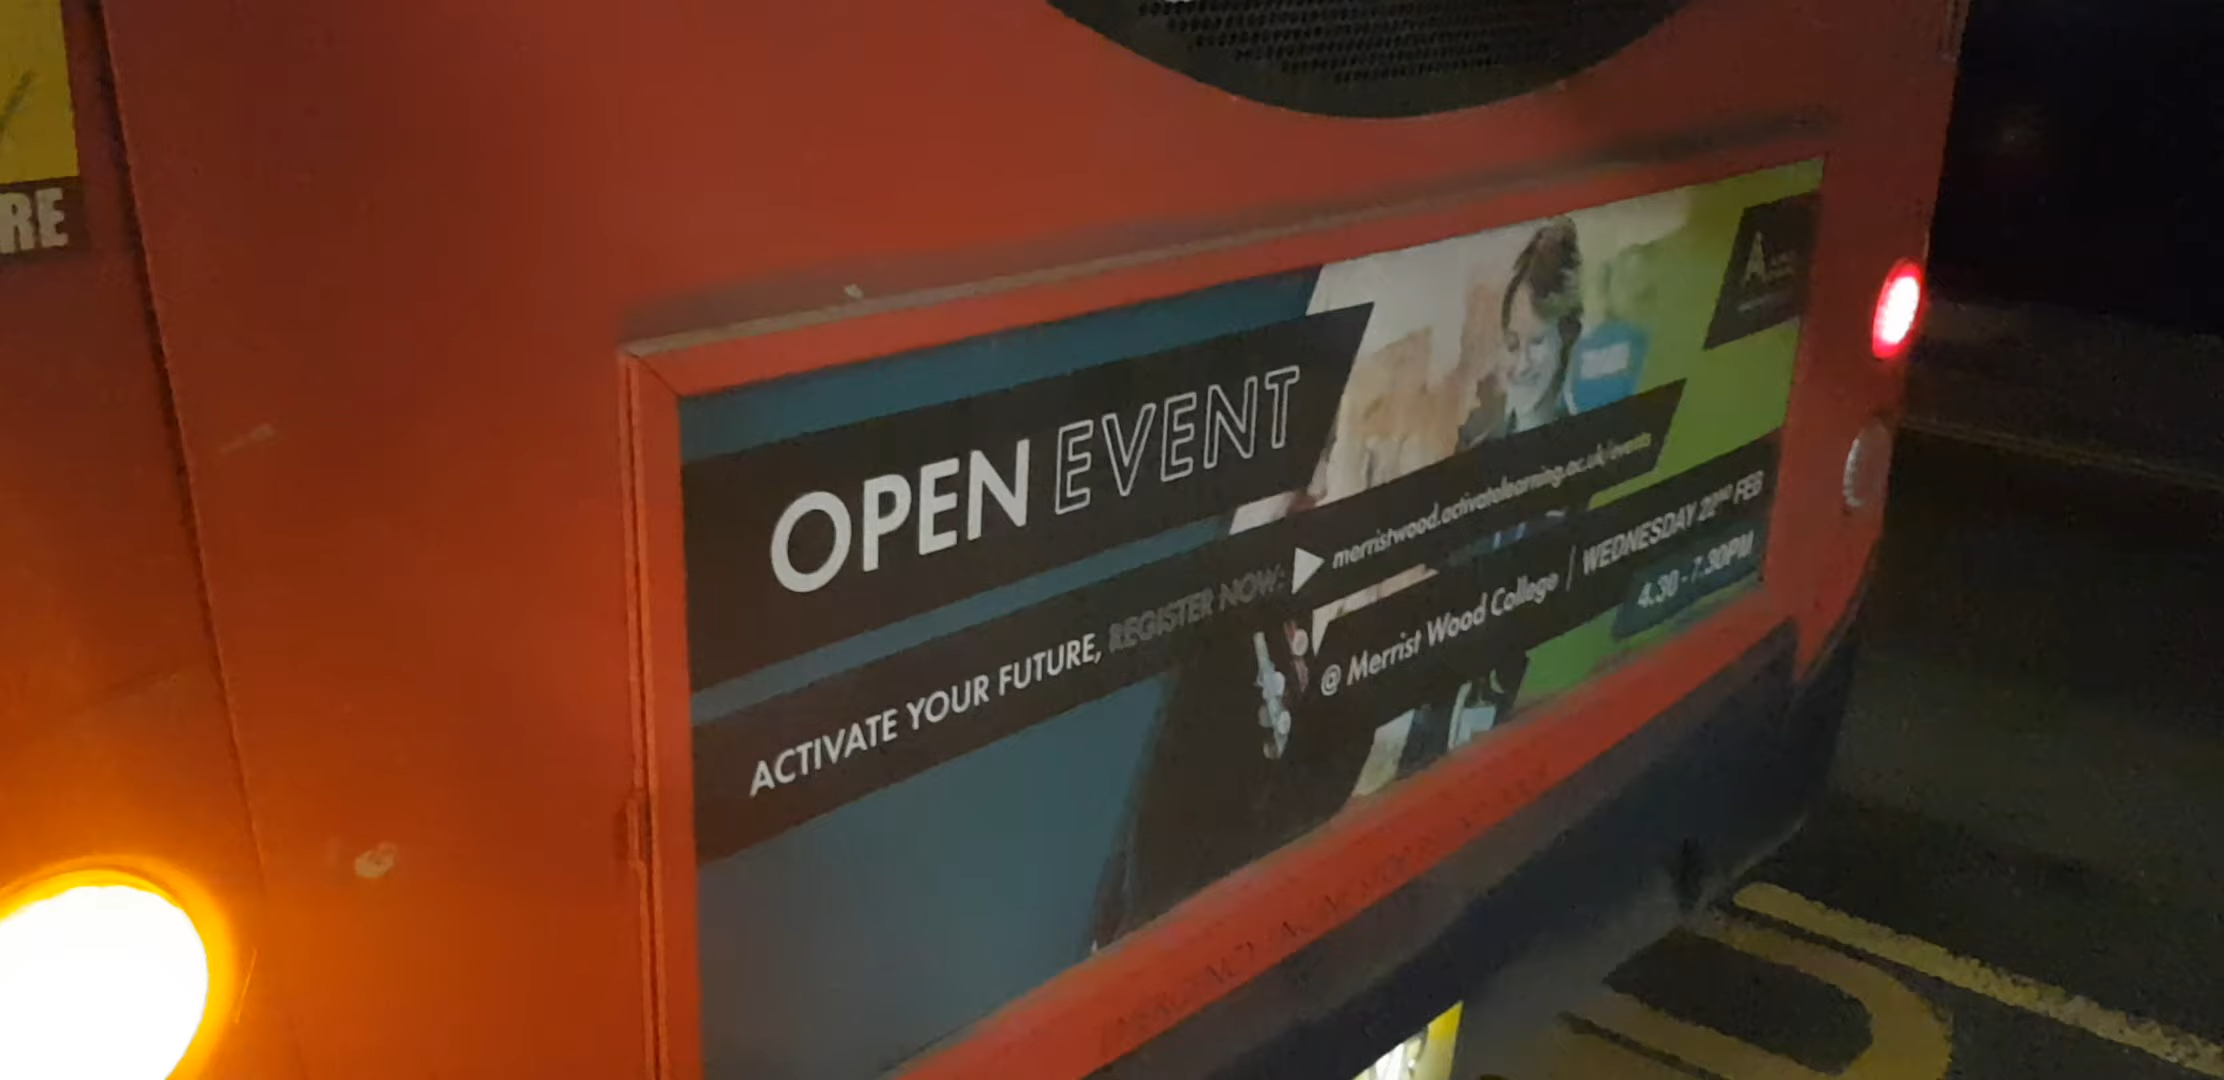 RE
OPEN EVENT
ACTIVATE YOUR FUTURE, REGISTER NOW:
merristwood.activatelearning.ac.uk/events
@ Merrist Wood College | WEDNESDAY 22ND FEB
4.30 - 7.30PM